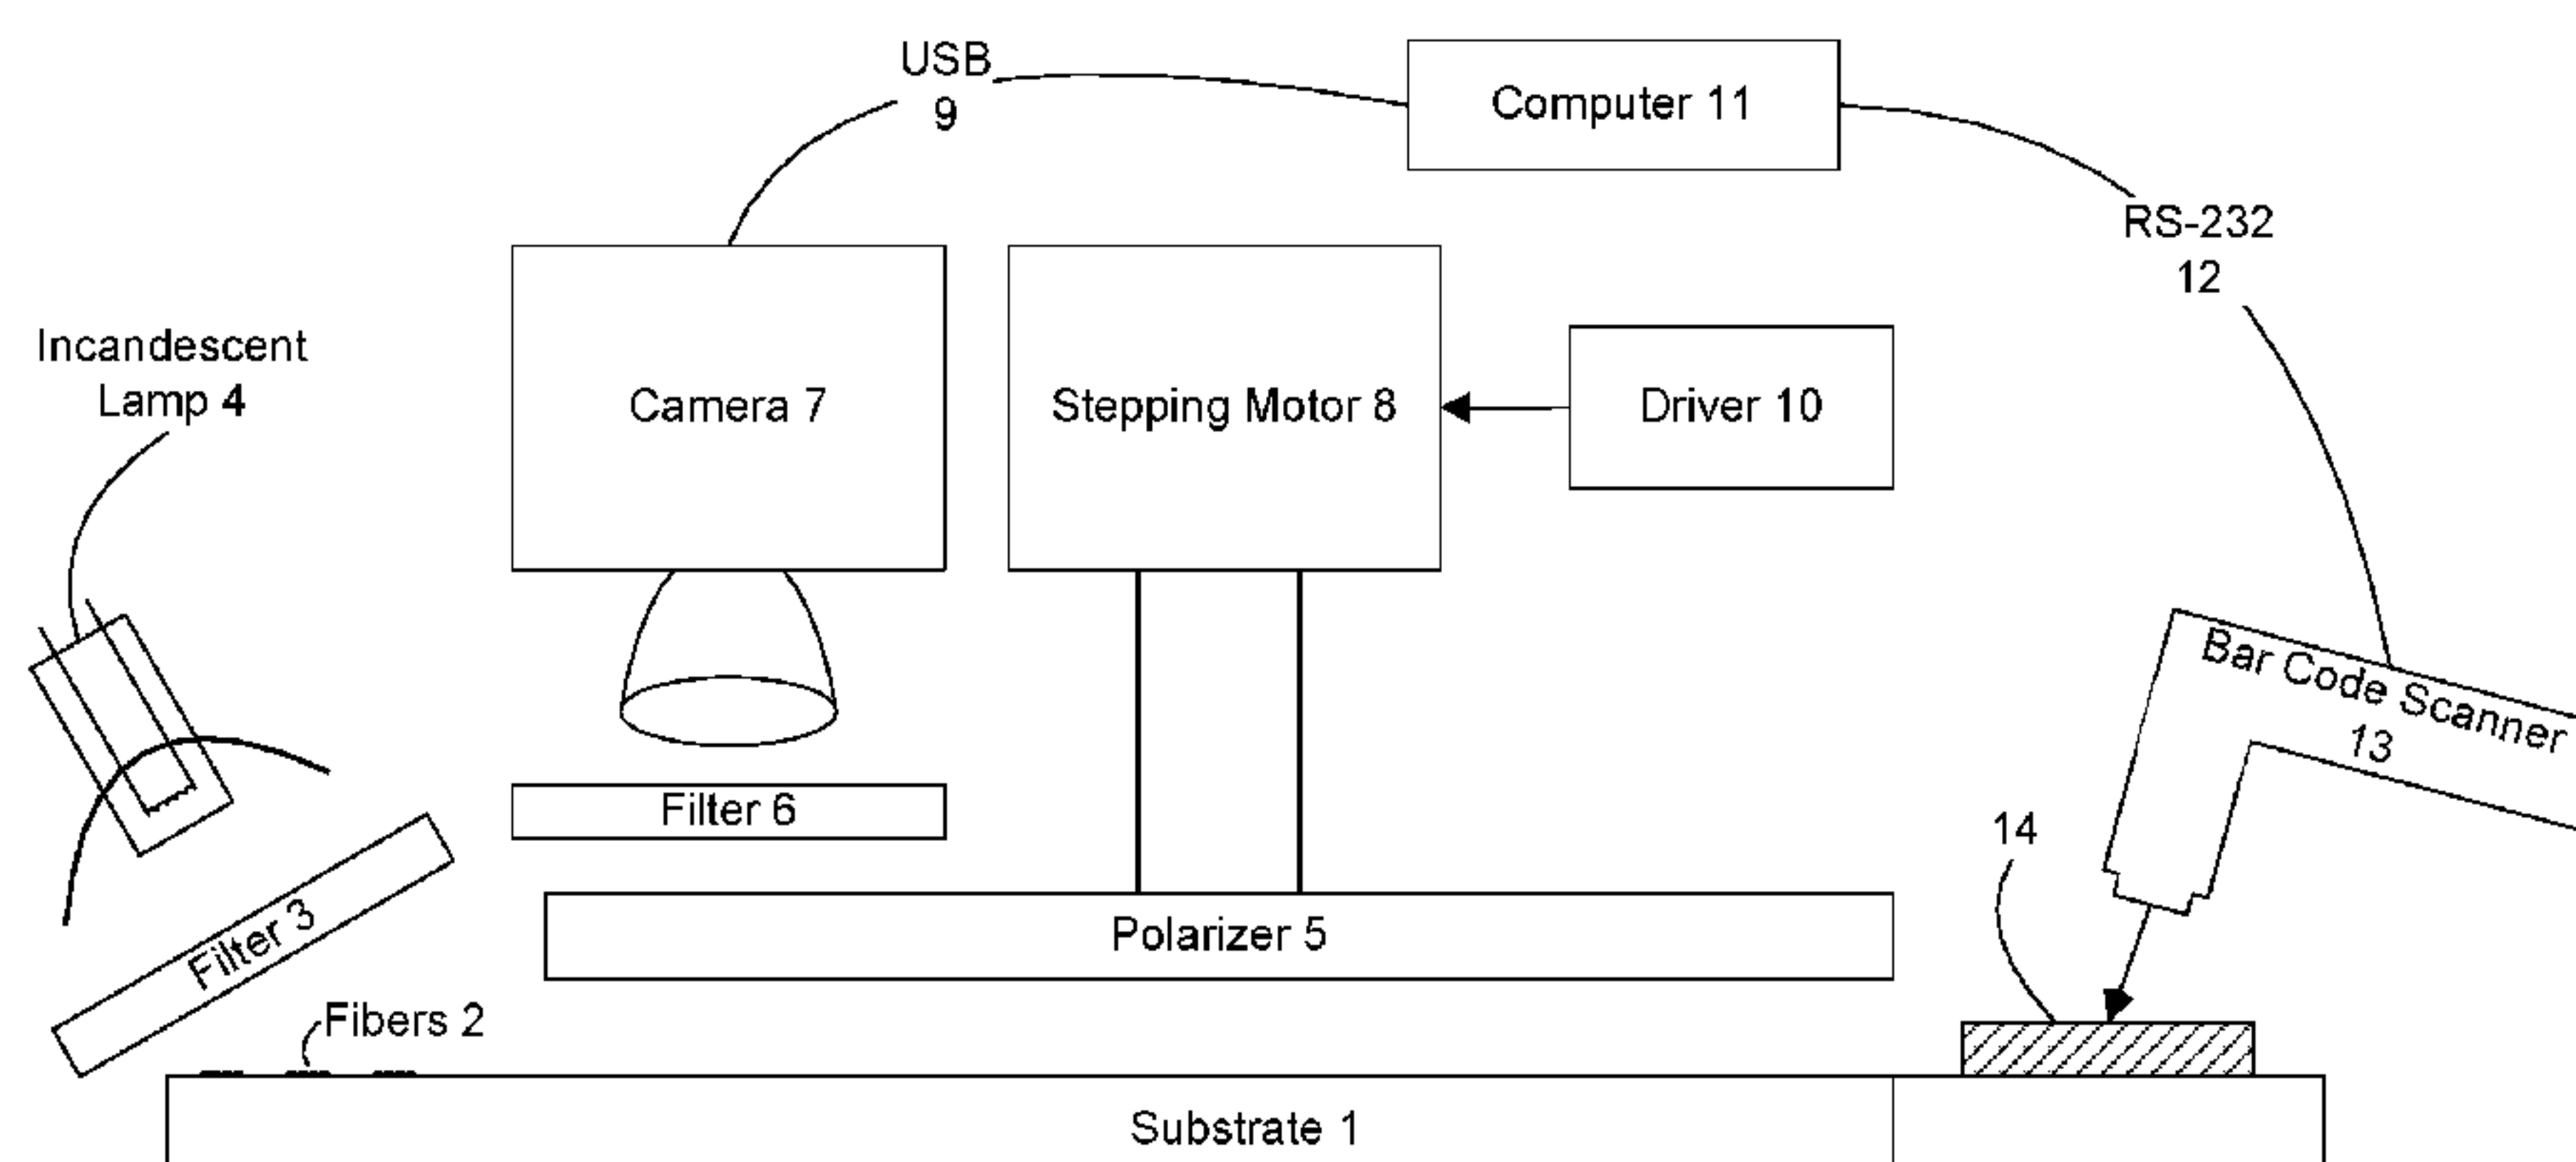 USB
9
Computer 11
RS-232
12
Incandescent
Lamp 4
Camera 7
Stepping Motor 8
Driver 10
Bar Code Scanner
13
Filter 6
14
Filter 3
Polarizer 5
Fibers 2
Substrate 1